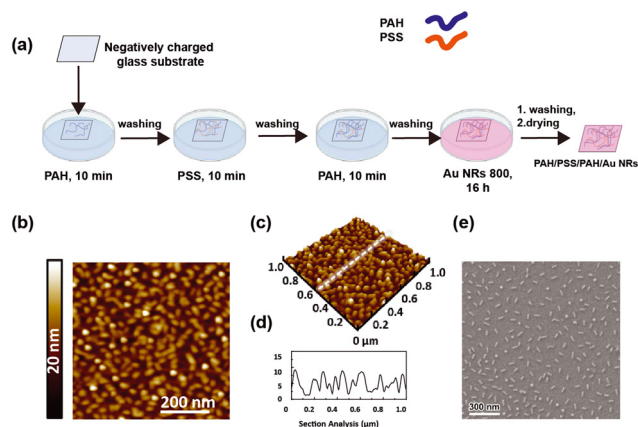 PAH
PSS
(a)
Negatively charged
glass substrate
washing
washing
washing
1. washing,
2.drying
PAH, 10 min
PSS, 10 min
PAH, 10 min
Au NRs 800,
16 h
PAH/PSS/PAH/Au NRs
(b)
20 nm
200 nm
(c)
1.0
0.8
0.6
0.4
0.2
0 μm
0.2
0.4
0.6
0.8
1.0
(d)
15
10
5
0
0
0.2
0.4
0.6
0.8
1.0
Section Analysis (μm)
(e)
300 nm